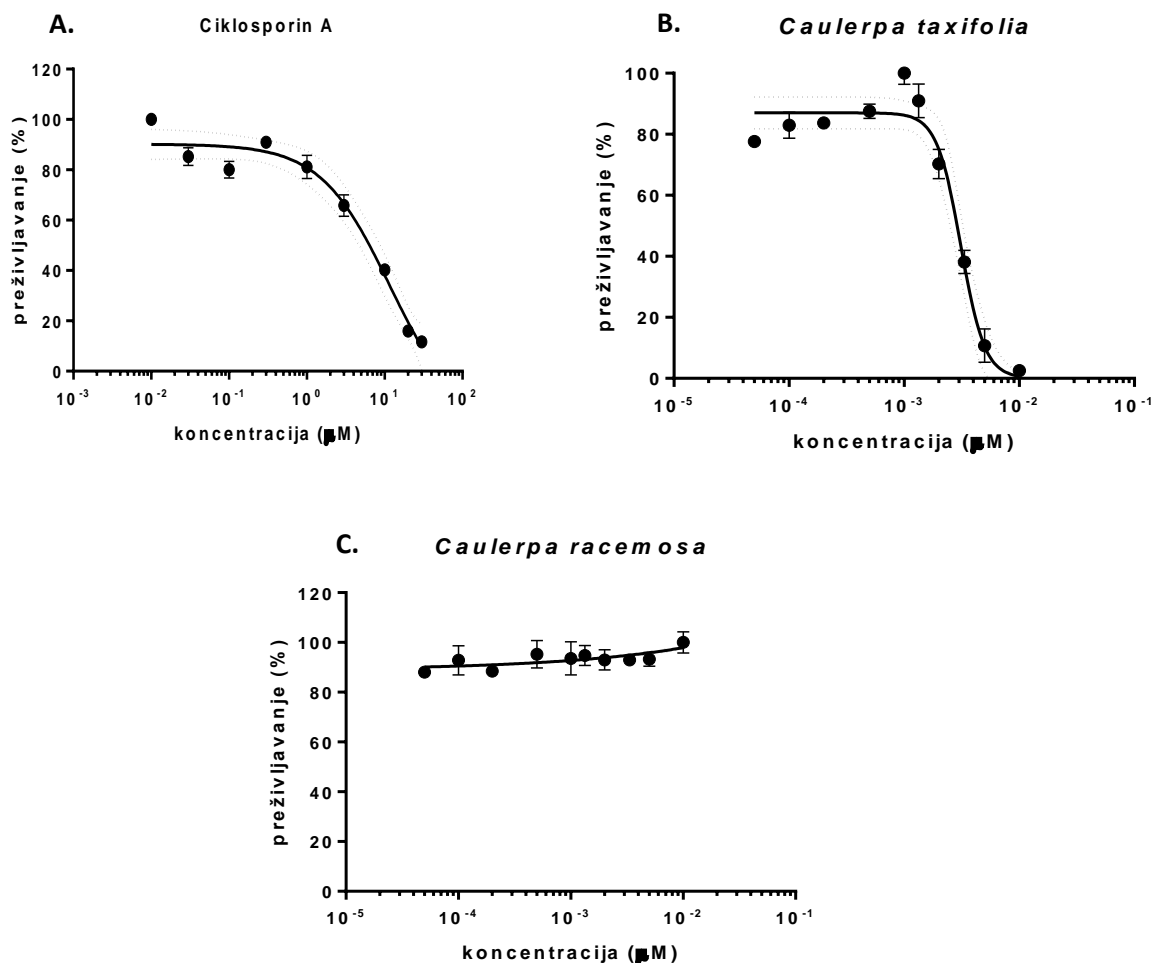 A.
Ciklosporin A
preživljavanje (%)
120
100
80
60
40
20
0
10⁻³ 10⁻² 10⁻¹ 10⁰ 10¹ 10²
koncentracija (μM)
B.
Caulerpa taxifolia
preživljavanje (%)
100
80
60
40
20
0
10⁻⁵ 10⁻⁴ 10⁻³ 10⁻² 10⁻¹
koncentracija (μM)
C.
Caulerpa racemosa
preživljavanje (%)
120
100
80
60
40
20
0
10⁻⁵ 10⁻⁴ 10⁻³ 10⁻² 10⁻¹
koncentracija (μM)